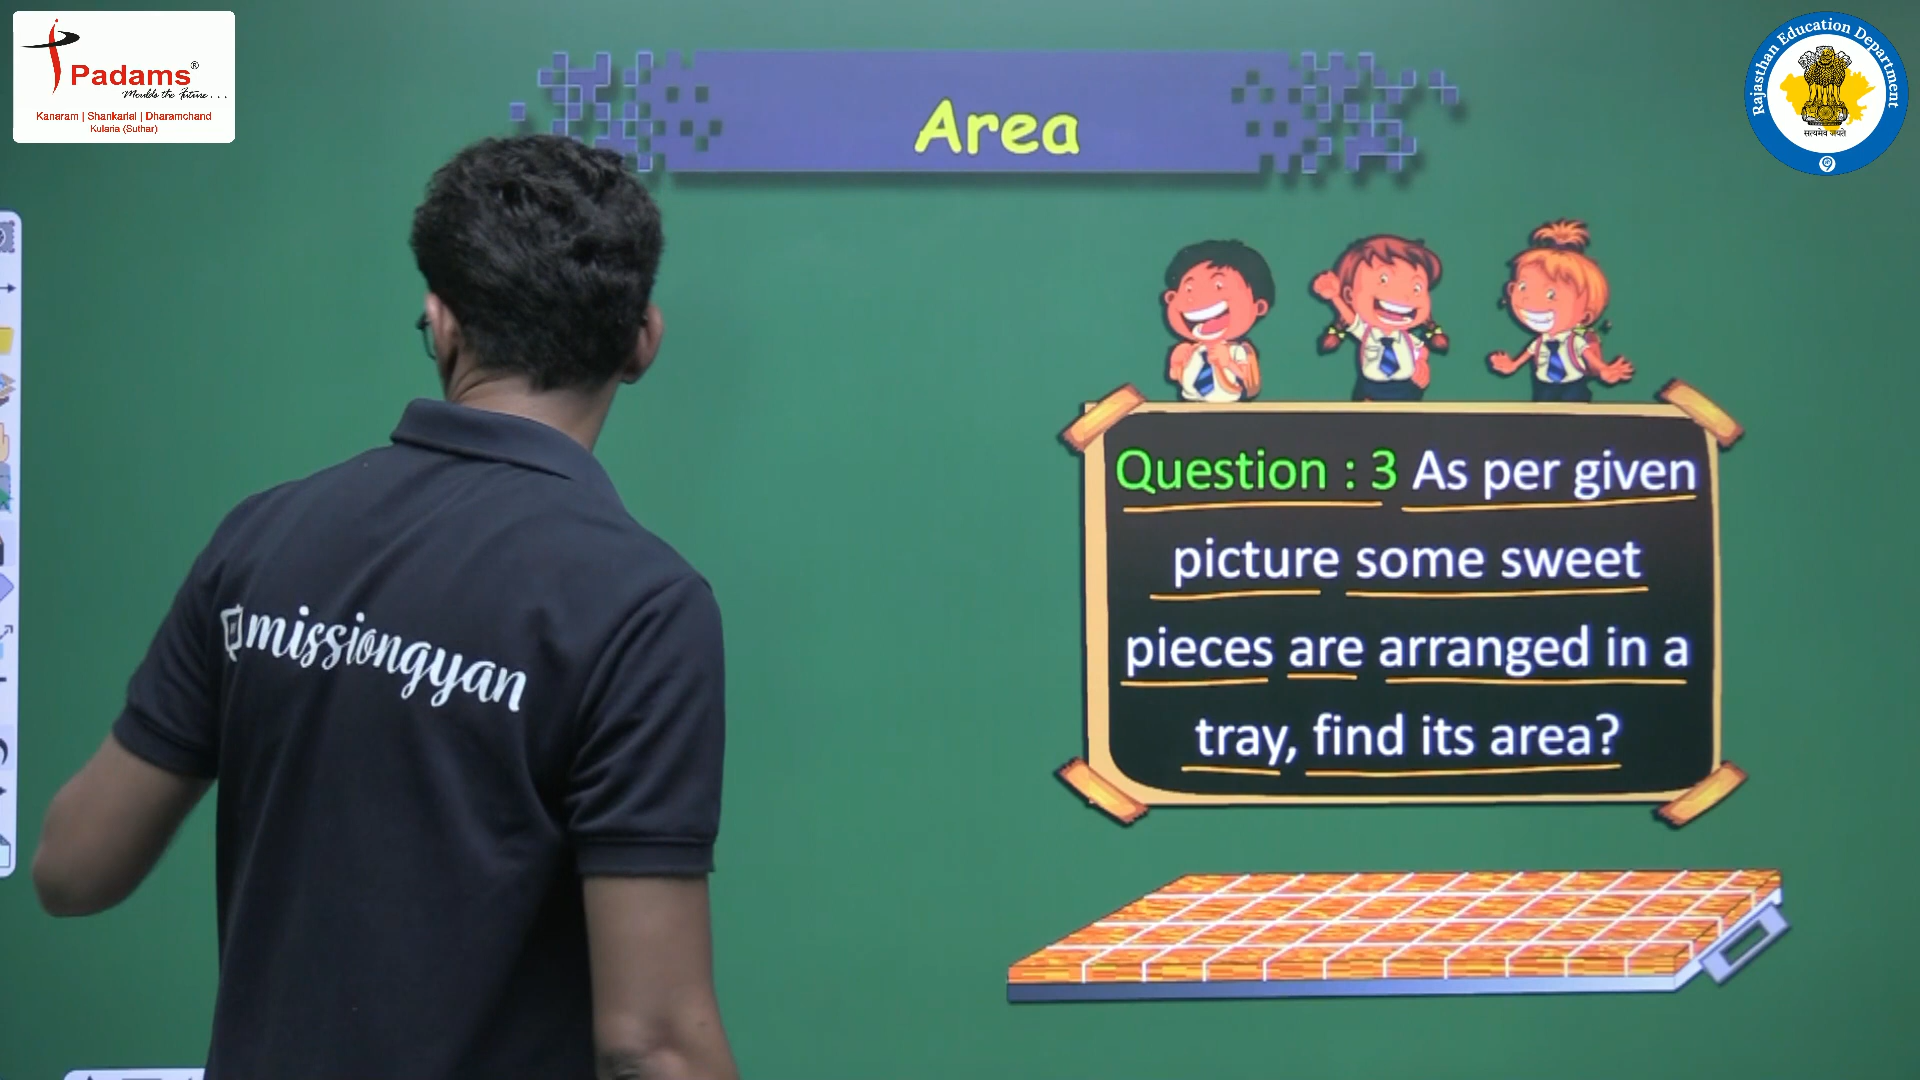 Padams®
Moulds the Future...
Kanaram | Shankarlal | Dharamchand
Kularia (Suthar)
Area
Rajasthan Education Department
सत्यमेव जयते
@missiongyan
Question : 3 As per given
picture some sweet
pieces are arranged in a
tray, find its area?